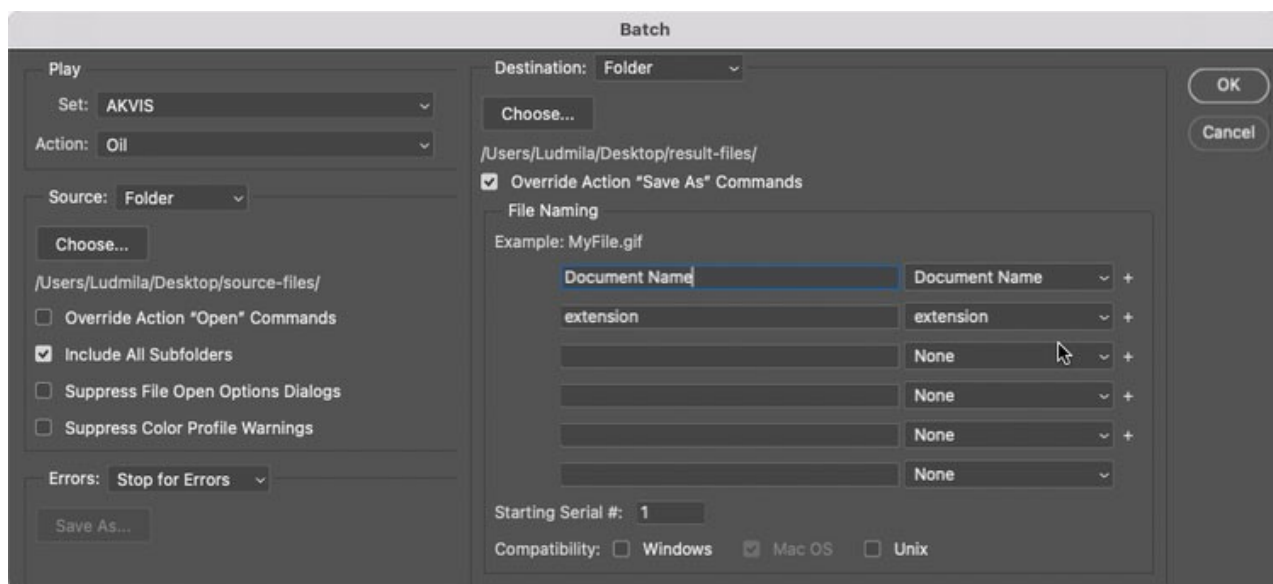 Batch
Play
Set: AKVIS
Action: Oil
Source: Folder
Choose...
/Users/Ludmila/Desktop/source-files/
Override Action "Open" Commands
Include All Subfolders
Suppress File Open Options Dialogs
Suppress Color Profile Warnings
Errors: Stop for Errors
Save As...
Destination: Folder
Choose...
/Users/Ludmila/Desktop/result-files/
Override Action "Save As" Commands
File Naming
Example: MyFile.gif
Document Name Document Name +
extension extension +
None +
None +
None +
None
Starting Serial #: 1
Compatibility: Windows Mac OS Unix
OK
Cancel